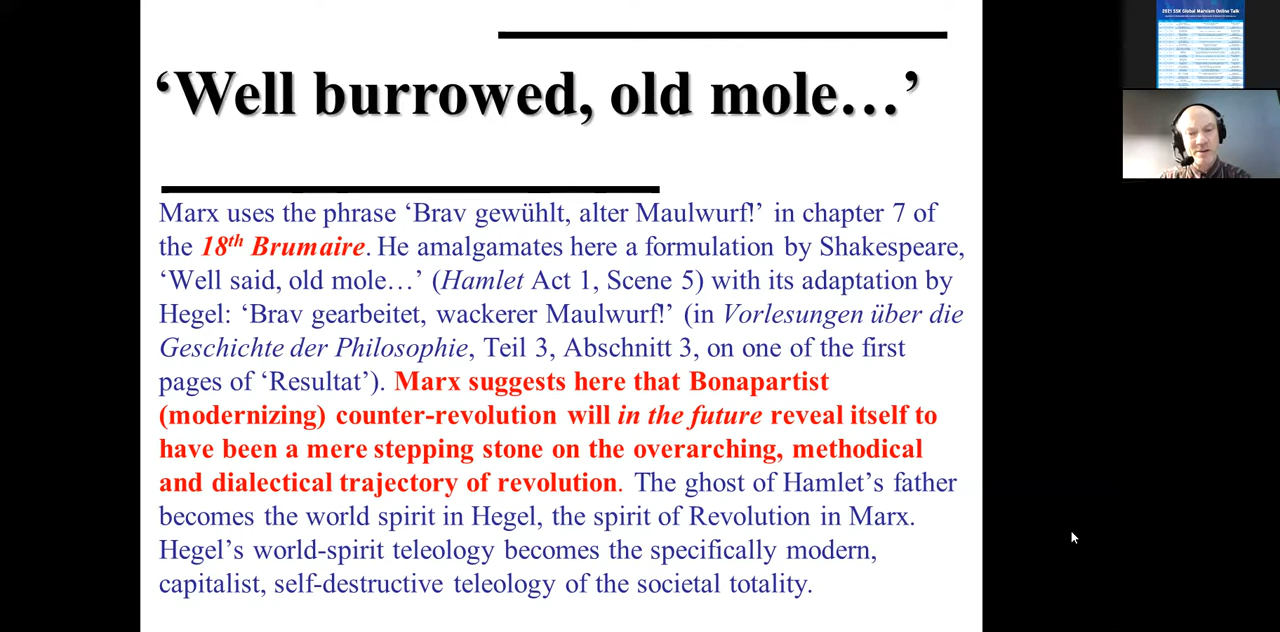 2021 SSK Global Marxism Online Talk
‘Well burrowed, old mole…’
Marx uses the phrase ‘Brav gewühlt, alter Maulwurf!’ in chapter 7 of
the 18th Brumaire. He amalgamates here a formulation by Shakespeare,
‘Well said, old mole…’ (Hamlet Act 1, Scene 5) with its adaptation by
Hegel: ‘Brav gearbeitet, wackerer Maulwurf!’ (in Vorlesungen über die
Geschichte der Philosophie, Teil 3, Abschnitt 3, on one of the first
pages of ‘Resultat’). Marx suggests here that Bonapartist
(modernizing) counter-revolution will in the future reveal itself to
have been a mere stepping stone on the overarching, methodical
and dialectical trajectory of revolution. The ghost of Hamlet’s father
becomes the world spirit in Hegel, the spirit of Revolution in Marx.
Hegel’s world-spirit teleology becomes the specifically modern,
capitalist, self-destructive teleology of the societal totality.